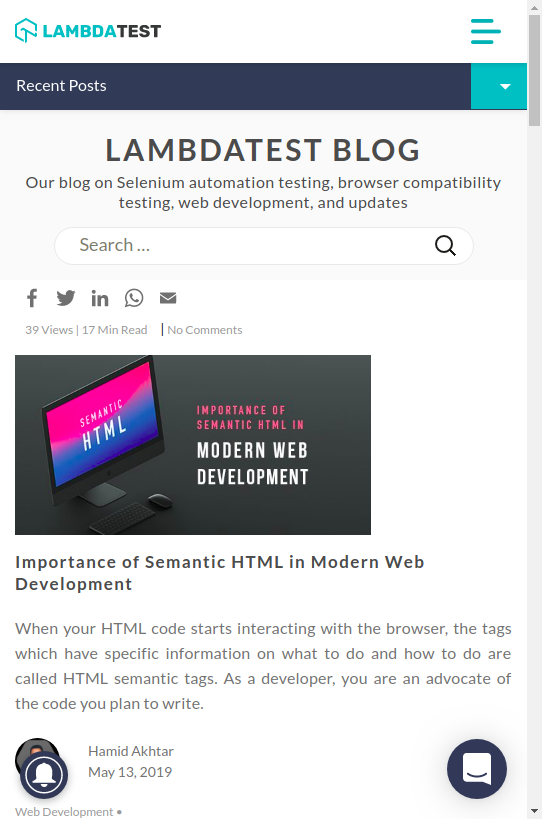 LAMBDATEST
Recent Posts
LAMBDATEST BLOG
Our blog on Selenium automation testing, browser compatibility
testing, web development, and updates
Search ...
39 Views | 17 Min Read | No Comments
SEMANTIC
HTML
IMPORTANCE OF
SEMANTIC HTML IN
MODERN WEB
DEVELOPMENT
Importance of Semantic HTML in Modern Web
Development
When your HTML code starts interacting with the browser, the tags
which have specific information on what to do and how to do are
called HTML semantic tags. As a developer, you are an advocate of
the code you plan to write.
Hamid Akhtar
May 13, 2019
Web Development •